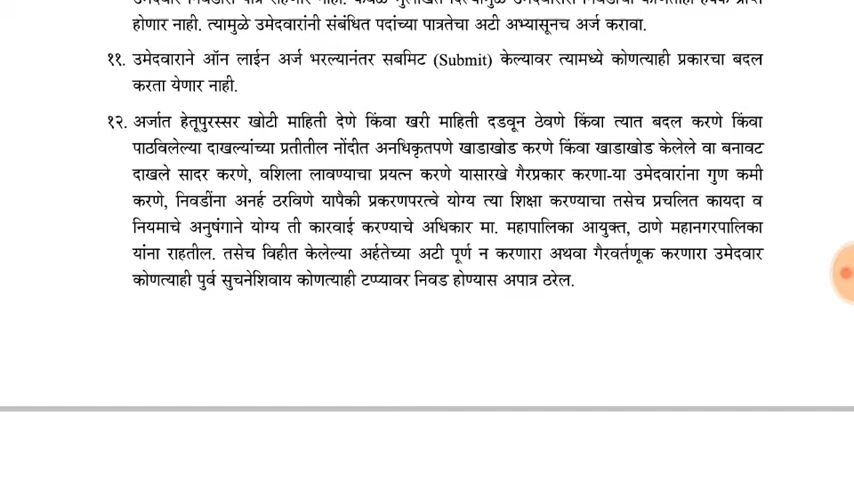 होणार नाही. त्यामुळे उमेदवारांनी संबंधित पदांच्या पात्रतेचा अटी अभ्यासूनच अर्ज करावा.
११. उमेदवाराने ऑन लाईन अर्ज भरल्यानंतर सबमिट (Submit) केल्यावर त्यामध्ये कोणत्याही प्रकारचा बदल
करता येणार नाही.
१२. अर्जात हेतूपुरस्सर खोटी माहिती देणे किंवा खरी माहिती दडवून ठेवणे किंवा त्यात बदल करणे किंवा
पाठविलेल्या दाखल्यांच्या प्रतीतील नोंदीत अनधिकृतपणे खाडाखोड करणे किंवा खाडाखोड केलेले वा बनावट
दाखले सादर करणे, वशिला लावण्याचा प्रयत्न करणे यासारखे गैरप्रकार करणा-या उमेदवारांना गुण कमी
करणे, निवडींना अनर्ह ठरविणे यापैकी प्रकरणपरत्वे योग्य त्या शिक्षा करण्याचा तसेच प्रचलित कायदा व
नियमाचे अनुषंगाने योग्य ती कारवाई करण्याचे अधिकार मा. महापालिका आयुक्त, ठाणे महानगरपालिका
यांना राहतील. तसेच विहीत केलेल्या अर्हतेच्या अटी पूर्ण न करणारा अथवा गैरवर्तणूक करणारा उमेदवार
कोणत्याही पुर्व सुचनेशिवाय कोणत्याही टप्प्यावर निवड होण्यास अपात्र ठरेल.